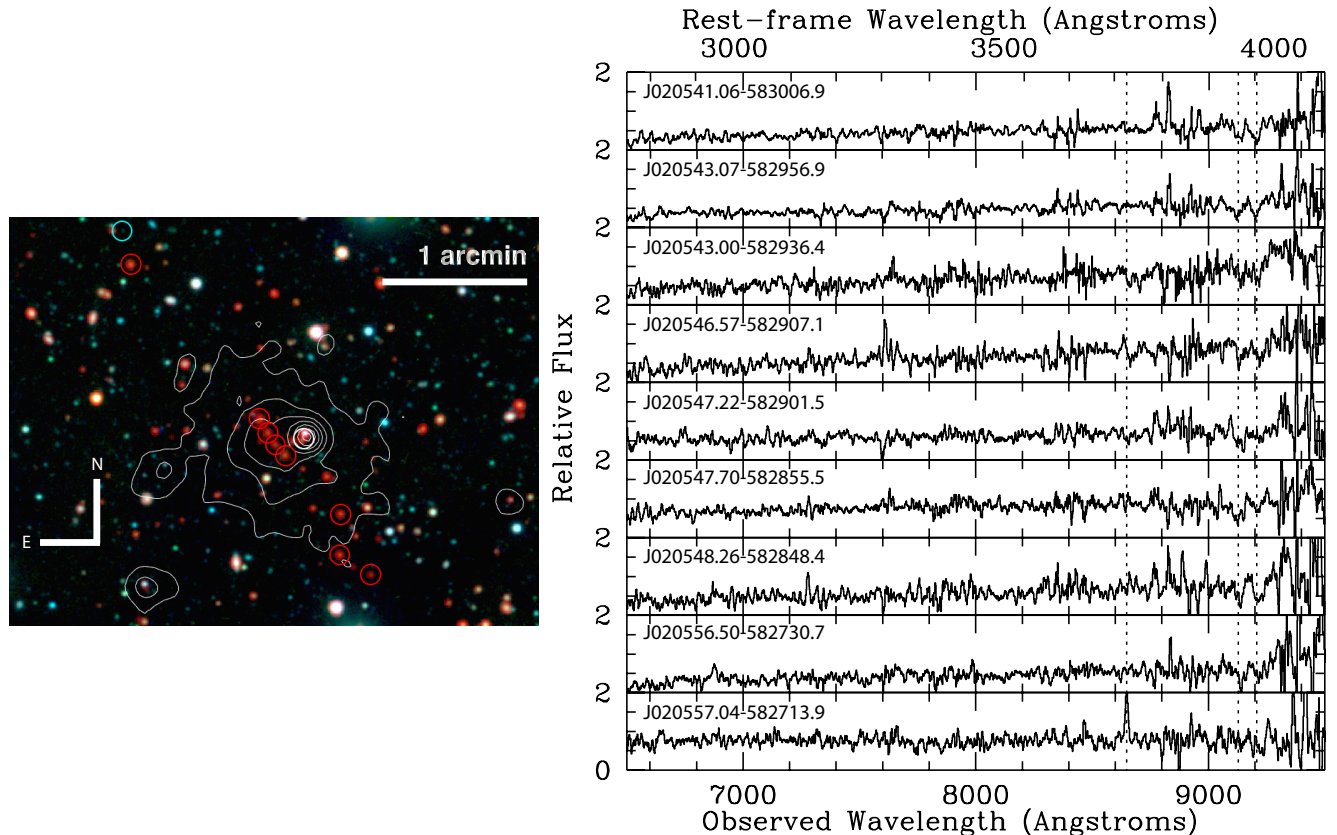 1 arcmin
N
E
Rest-frame Wavelength (Angstroms)
3000 3500 4000
2
J020541.06-583006.9
2
J020543.07-582956.9
2
J020543.00-582936.4
2
J020546.57-582907.1
2
J020547.22-582901.5
2
J020547.70-582855.5
2
J020548.26-582848.4
2
J020556.50-582730.7
2
J020557.04-582713.9
0
Relative Flux
7000 8000 9000
Observed Wavelength (Angstroms)